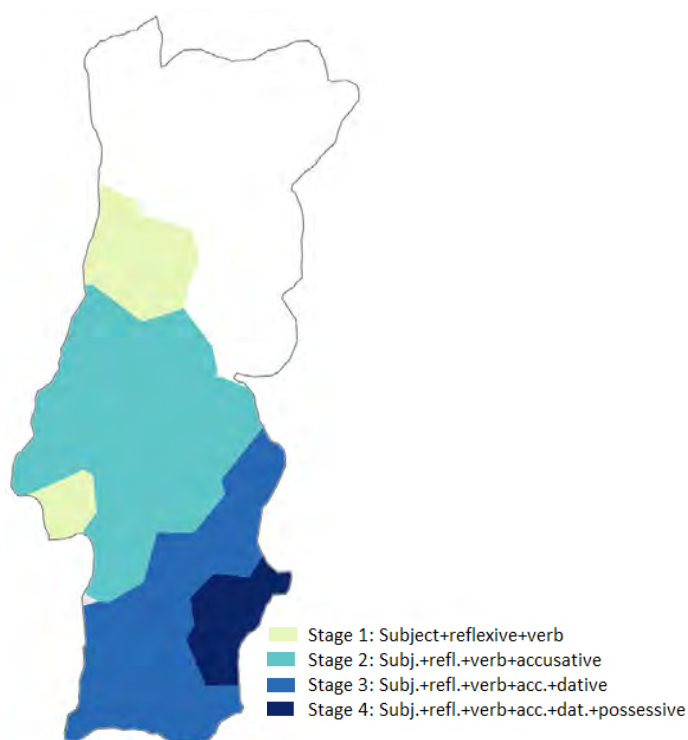 Stage 1: Subject+reflexive+verb
Stage 2: Subj.+refl.+verb+accusative
Stage 3: Subj.+refl.+verb+acc.+dative
Stage 4: Subj.+refl.+verb+acc.+dat.+possessive